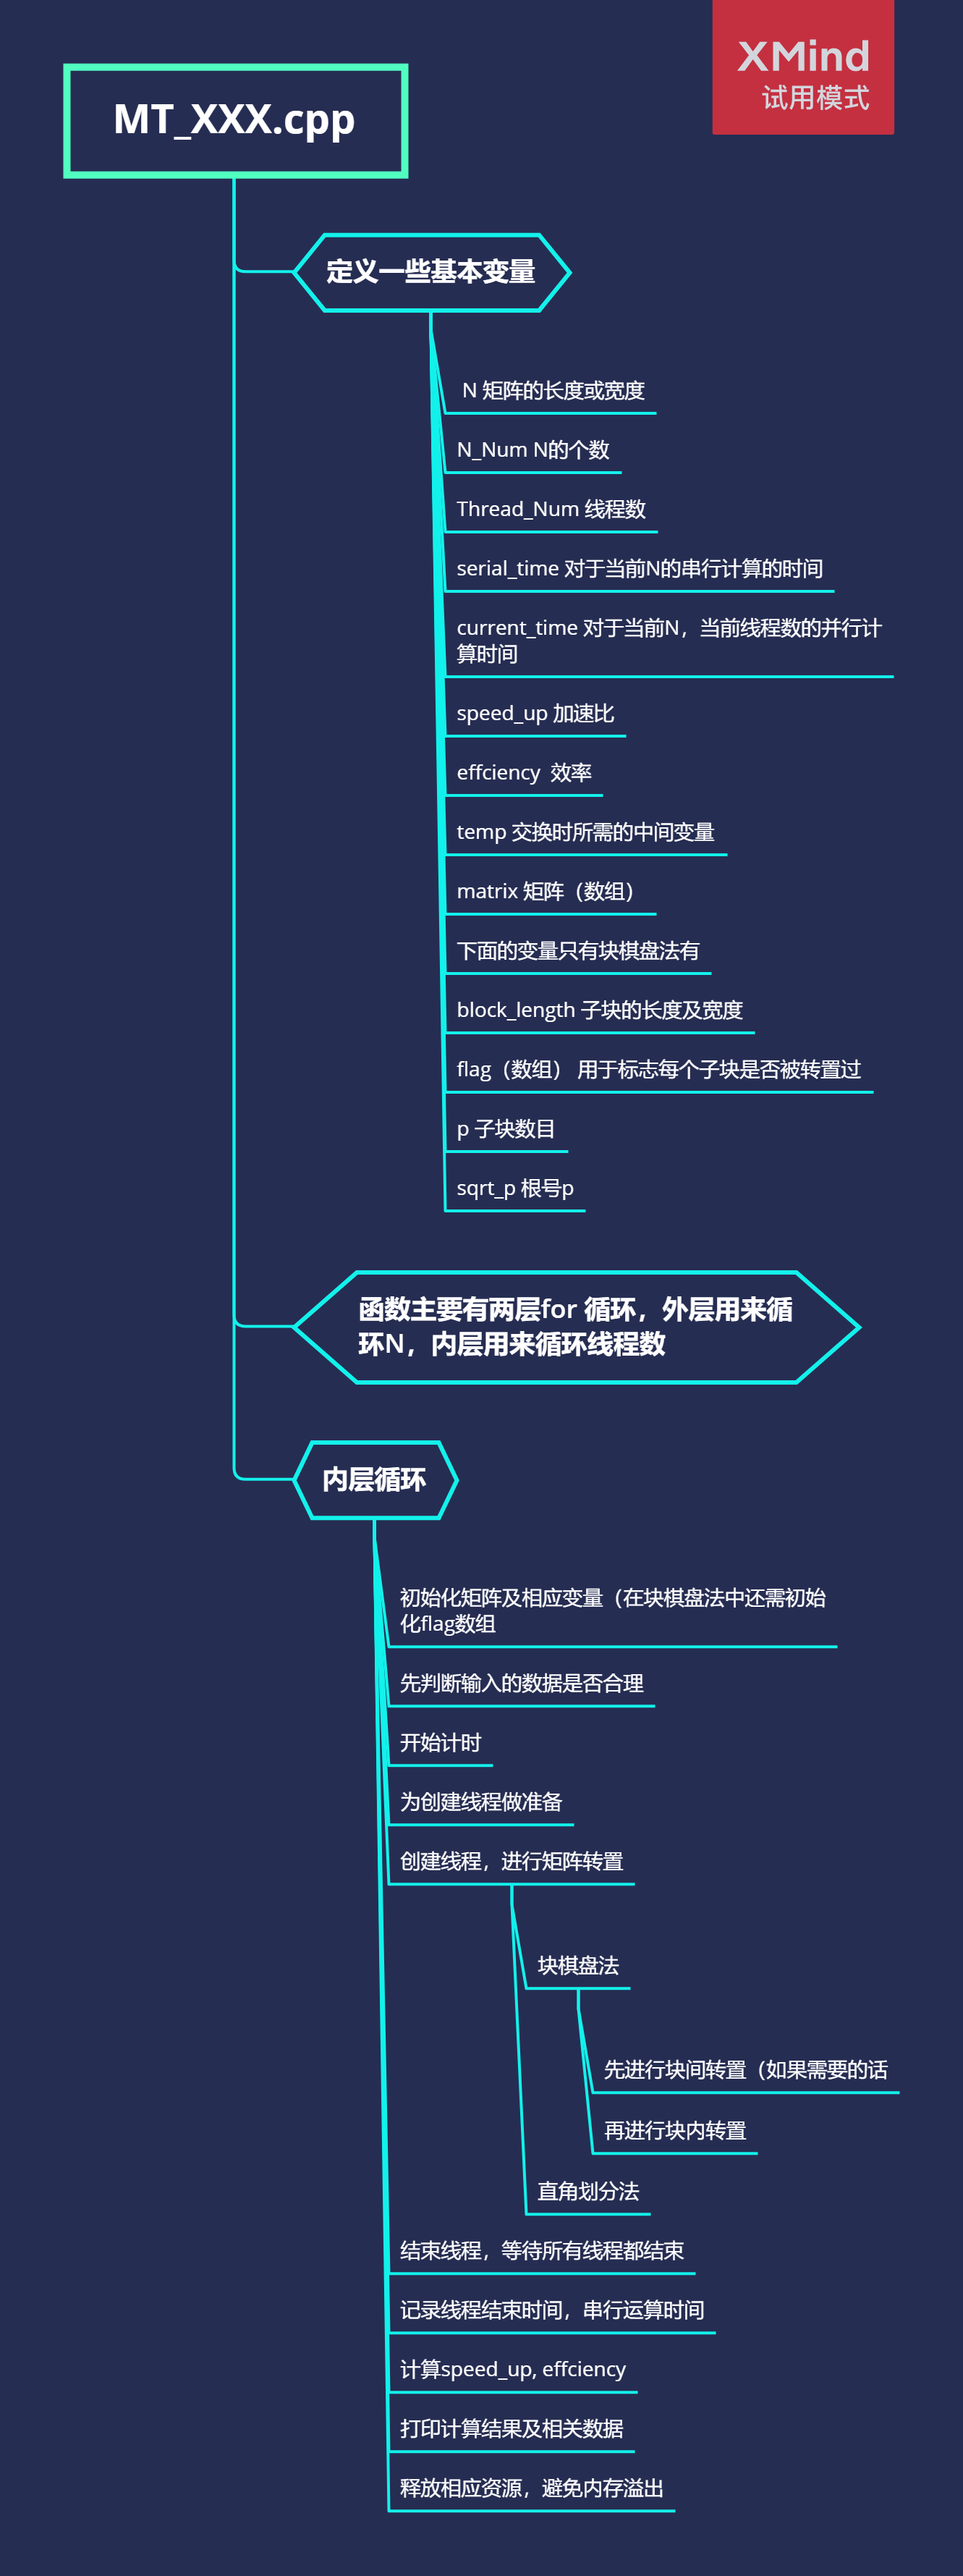 XMind
试用模式
MT_XXX.cpp
定义一些基本变量
N 矩阵的长度或宽度
N_Num N的个数
Thread_Num 线程数
serial_time 对于当前N的串行计算的时间
current_time 对于当前N，当前线程数的并行计
算时间
speed_up 加速比
effciency 效率
temp 交换时所需的中间变量
matrix 矩阵（数组）
下面的变量只有块棋盘法有
block_length 子块的长度及宽度
flag（数组） 用于标志每个子块是否被转置过
p 子块数目
sqrt_p 根号p
函数主要有两层for 循环，外层用来循
环N，内层用来循环线程数
内层循环
初始化矩阵及相应变量（在块棋盘法中还需初始
化flag数组
先判断输入的数据是否合理
开始计时
为创建线程做准备
创建线程，进行矩阵转置
块棋盘法
先进行块间转置（如果需要的话
再进行块内转置
直角划分法
结束线程，等待所有线程都结束
记录线程结束时间，串行运算时间
计算speed_up, effciency
打印计算结果及相关数据
释放相应资源，避免内存溢出